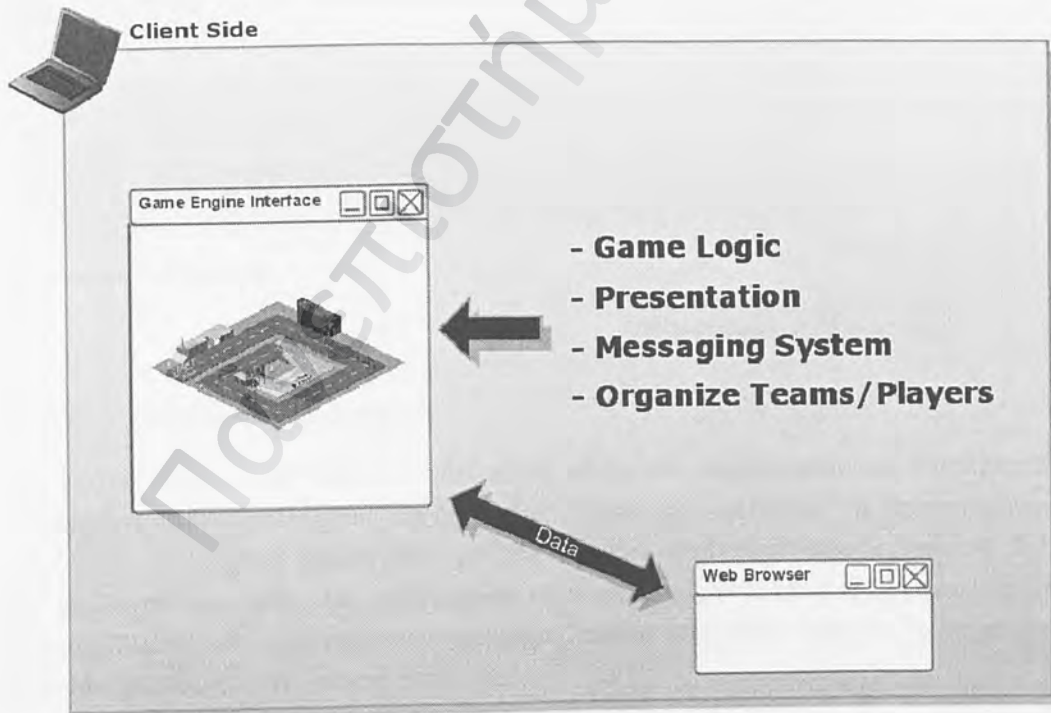 Client Side
Game Engine Interface
- Game Logic
- Presentation
- Messaging System
- Organize Teams/Players
Data
Web Browser